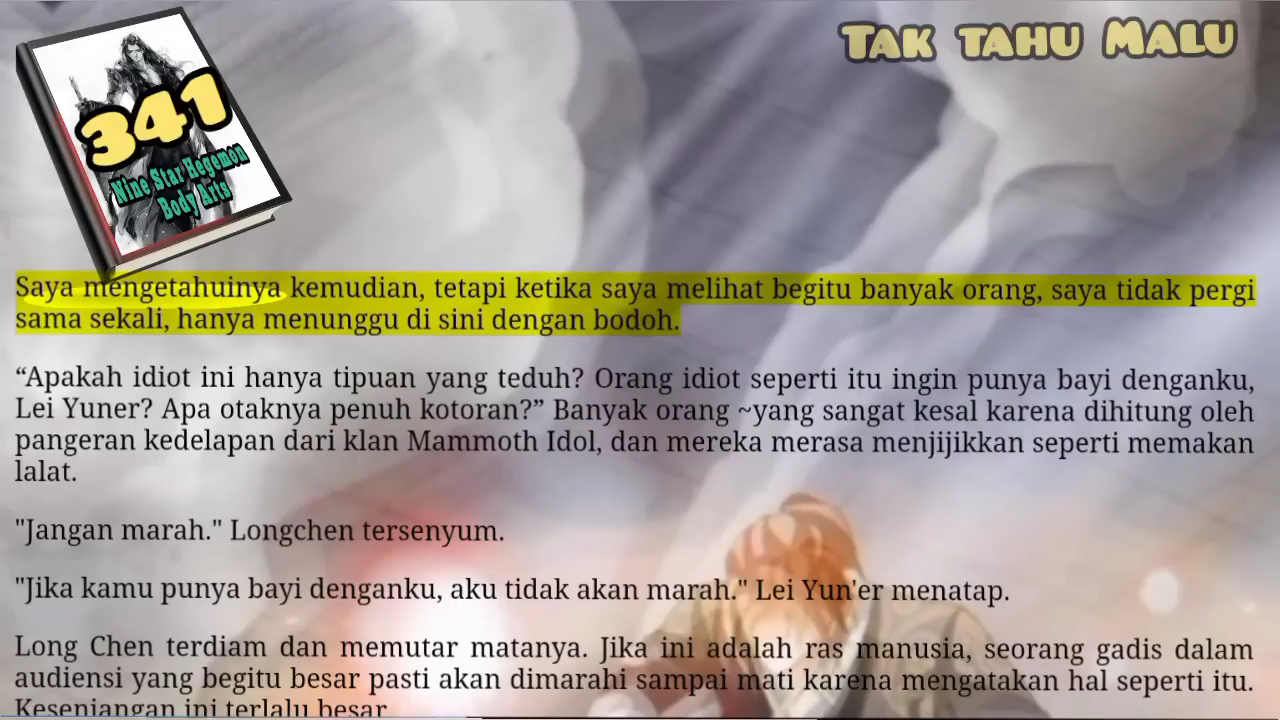 Tak tahu Malu
341
Nine Star Hegemon
Body Arts
Saya mengetahuinya kemudian, tetapi ketika saya melihat begitu banyak orang, saya tidak pergi
sama sekali, hanya menunggu di sini dengan bodoh.
“Apakah idiot ini hanya tipuan yang teduh? Orang idiot seperti itu ingin punya bayi denganku,
Lei Yuner? Apa otaknya penuh kotoran?” Banyak orang ~yang sangat kesal karena dihitung oleh
pangeran kedelapan dari klan Mammoth Idol, dan mereka merasa menjijikkan seperti memakan
lalat.
"Jangan marah." Longchen tersenyum.
"Jika kamu punya bayi denganku, aku tidak akan marah." Lei Yun'er menatap.
Long Chen terdiam dan memutar matanya. Jika ini adalah ras manusia, seorang gadis dalam
audiensi yang begitu besar pasti akan dimarahi sampai mati karena mengatakan hal seperti itu.
Kesenjangan ini terlalu besar